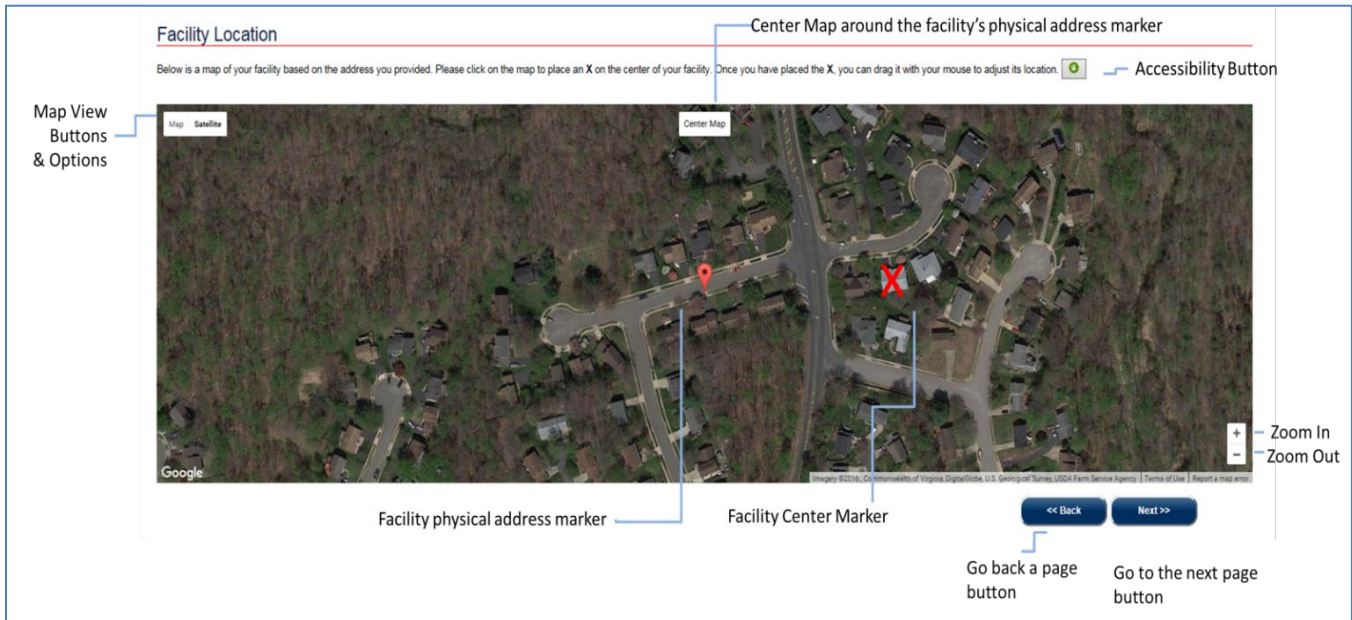 Center Map around the facility's physical address marker
Facility Location
Below is a map of your facility based on the address you provided. Please click on the map to place an X on the center of your facility. Once you have placed the X, you can drag it with your mouse to adjust its location.
Accessibility Button
Map View
Buttons
& Options
Map Satellite
Center Map
X
+
Zoom In
−
Zoom Out
Google
Imagery ©2016 , Commonwealth of Virginia, DigitalGlobe, U.S. Geological Survey, USDA Farm Service Agency
Terms of Use
Report a map error
Facility physical address marker
Facility Center Marker
<< Back
Next >>
Go back a page
button
Go to the next page
button